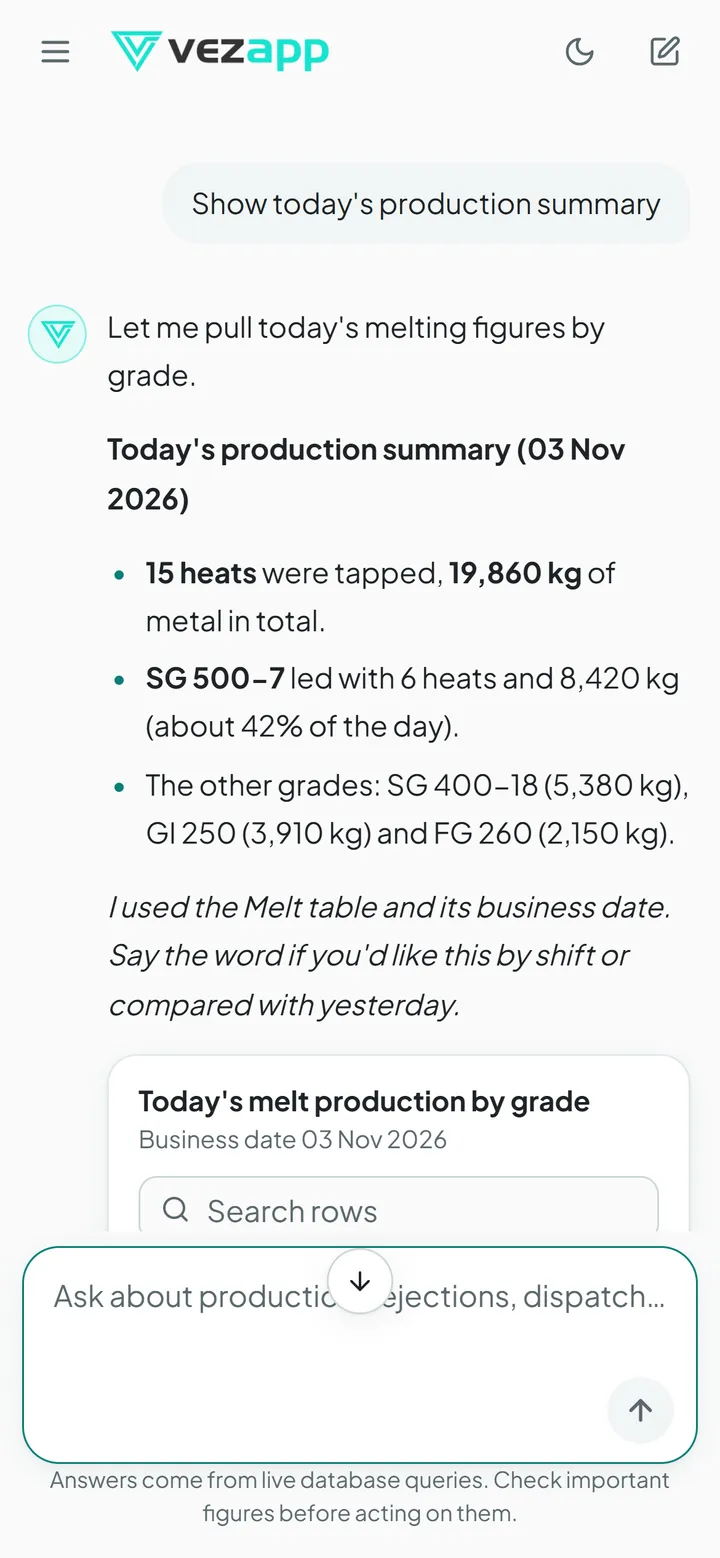 vezapp
Show today's production summary
Let me pull today's melting figures by
grade.
Today's production summary (03 Nov
2026)
• 15 heats were tapped, 19,860 kg of
metal in total.
• SG 500–7 led with 6 heats and 8,420 kg
(about 42% of the day).
• The other grades: SG 400–18 (5,380 kg),
GI 250 (3,910 kg) and FG 260 (2,150 kg).
I used the Melt table and its business date.
Say the word if you'd like this by shift or
compared with yesterday.
Today's melt production by grade
Business date 03 Nov 2026
Search rows
Ask about dispatch...
Answers come from live database queries. Check important
figures before acting on them.